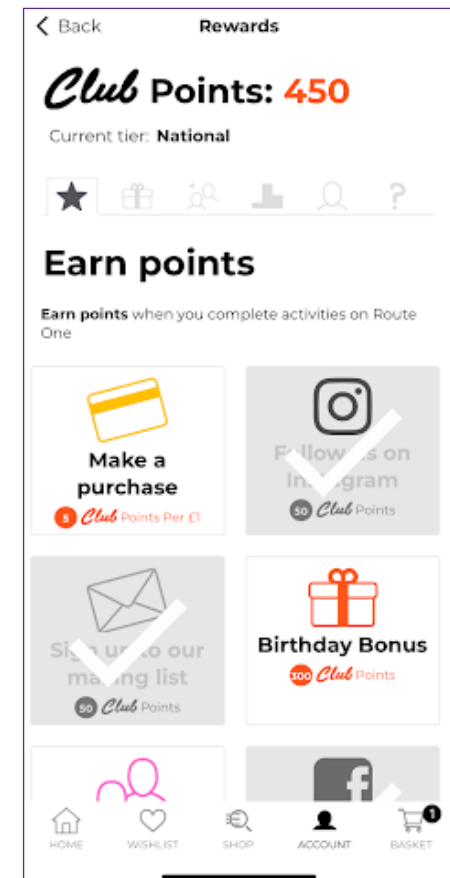 Back Rewards
Club Points: 450
Current tier: National
?
Earn points
Earn points when you complete activities on Route
One
Make a
purchase
5 Club Points Per £1
Follow us on
Instagram
50 Club Points
Sign up to our
mailing list
50 Club Points
Birthday Bonus
300 Club Points
f
HOME WISHLIST SHOP ACCOUNT 1 BASKET